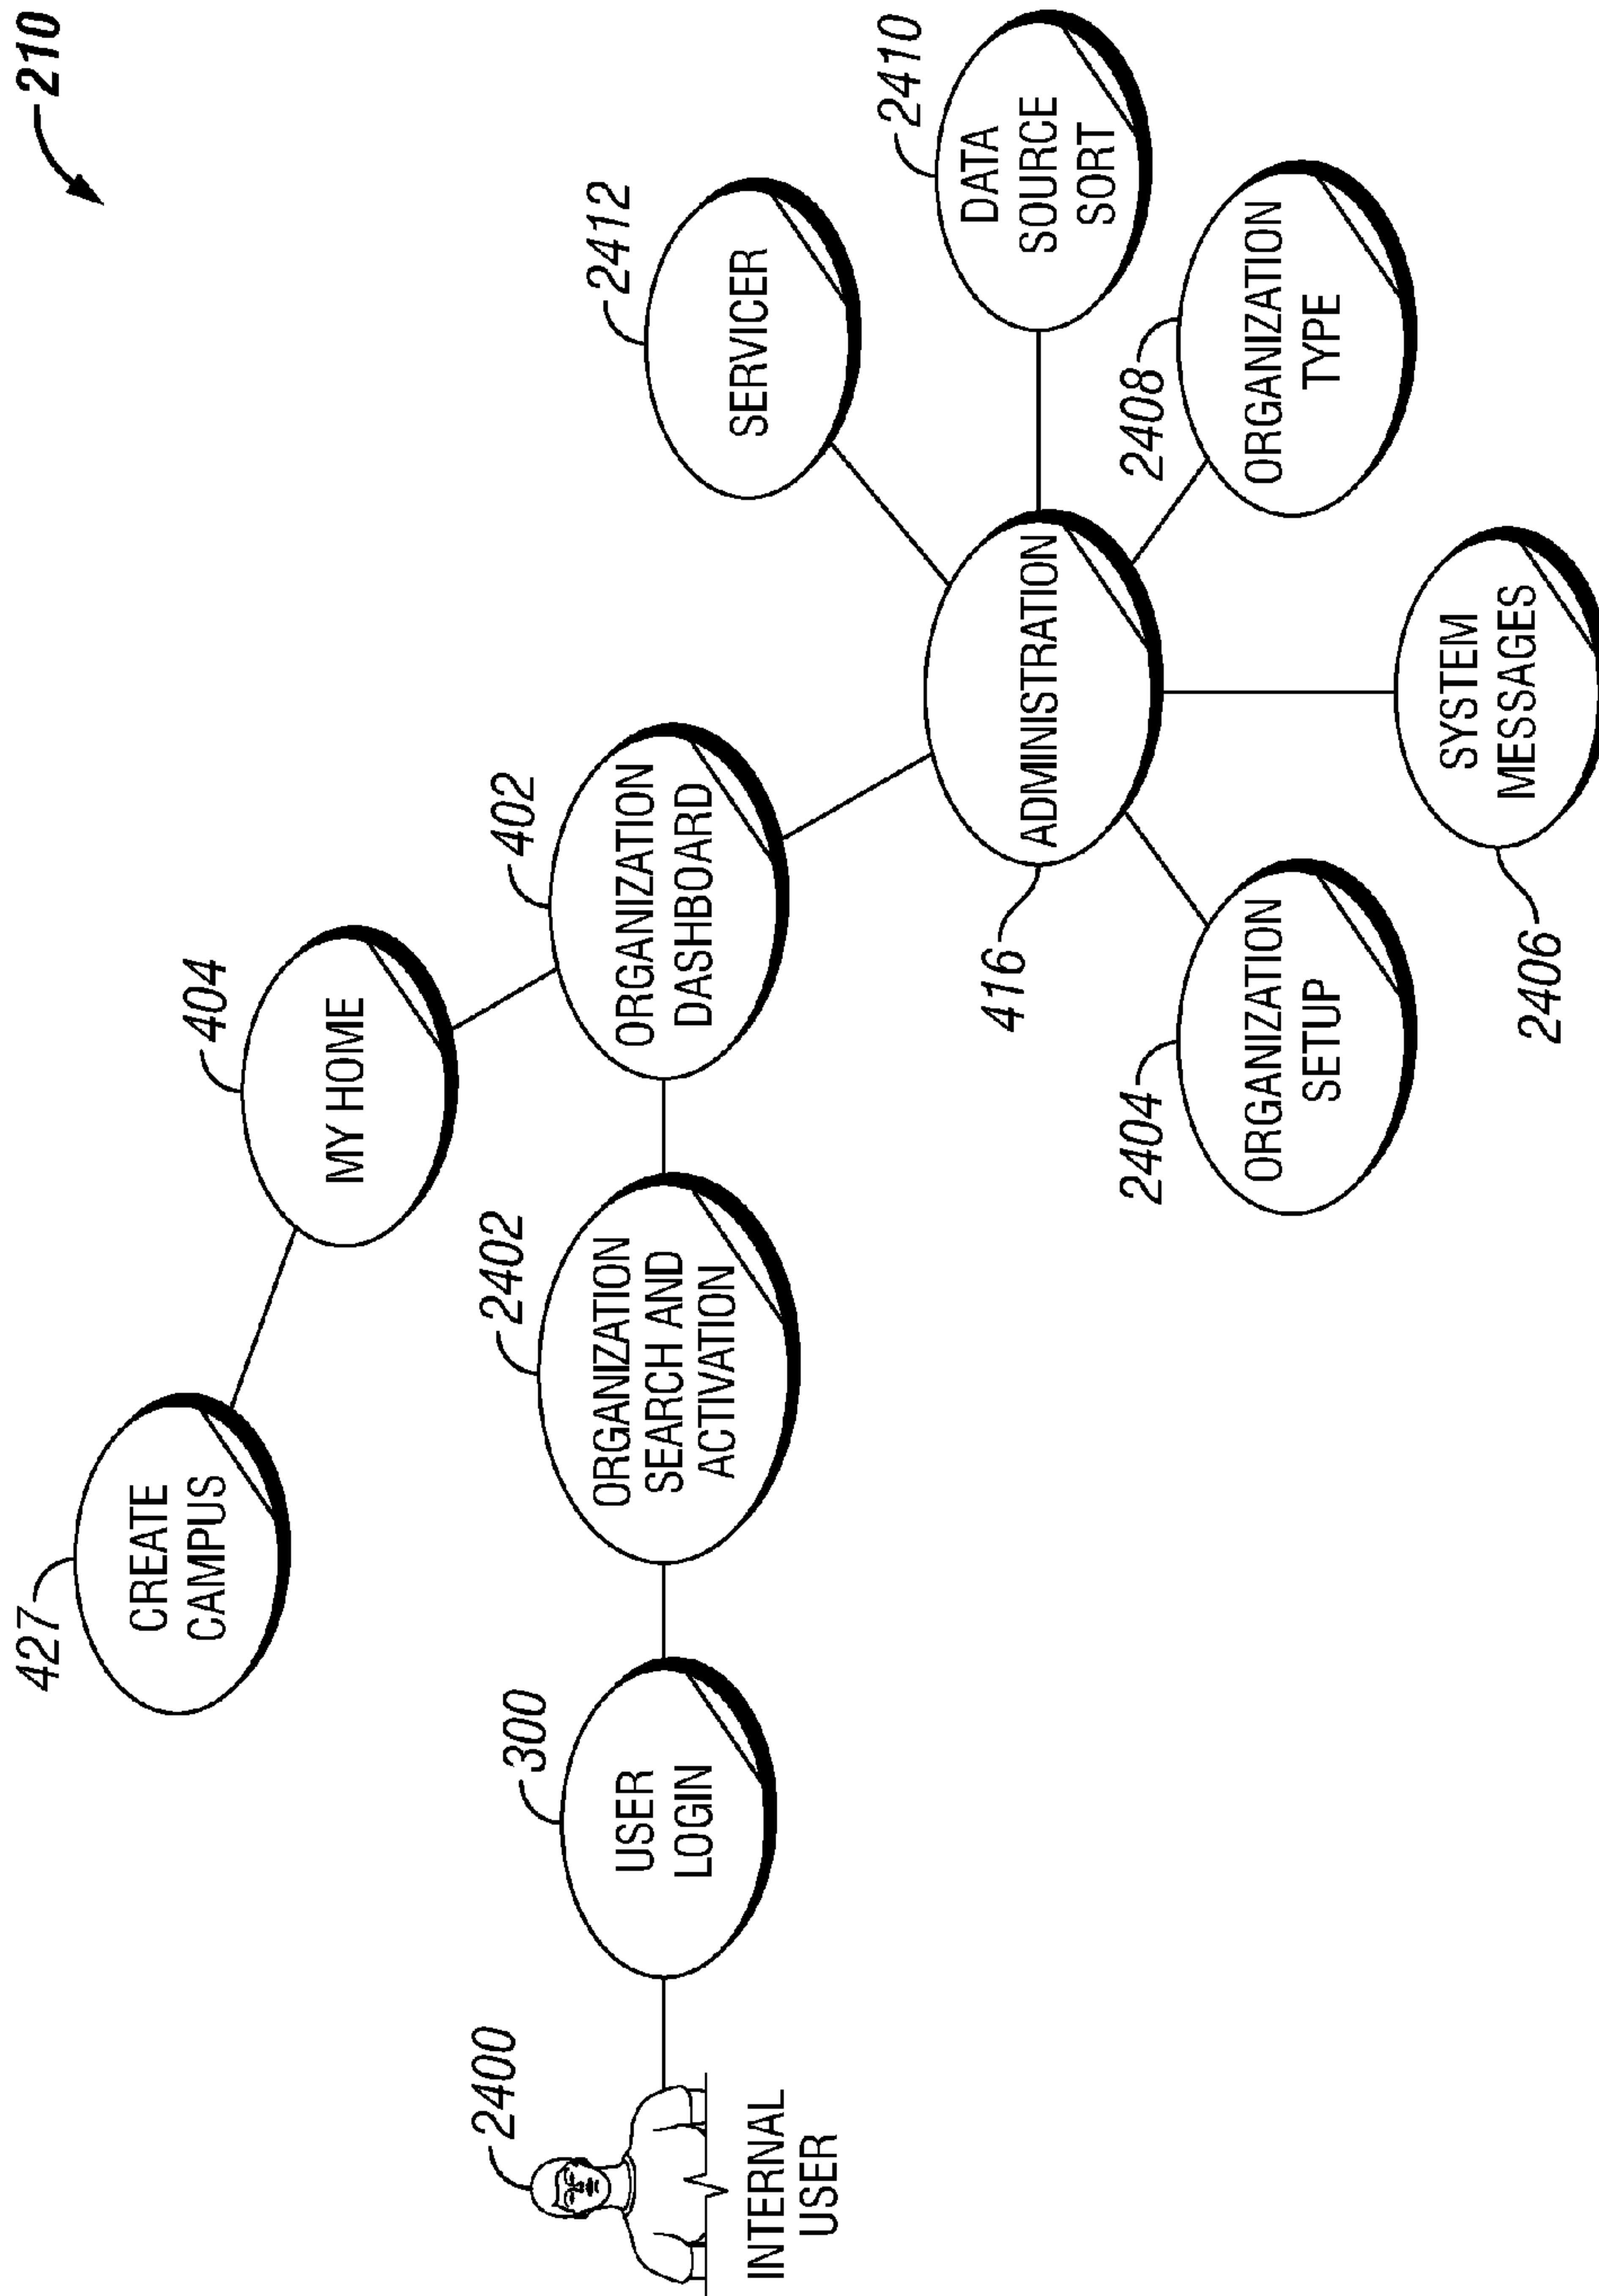 210
427
CREATE
CAMPUS
404
MY HOME
2412
SERVICER
2400
INTERNAL
USER
300
USER
LOGIN
2402
ORGANIZATION
SEARCH AND
ACTIVATION
402
ORGANIZATION
DASHBOARD
2410
DATA
SOURCE
SORT
416
ADMINISTRATION
2404
ORGANIZATION
SETUP
2408
ORGANIZATION
TYPE
2406
SYSTEM
MESSAGES